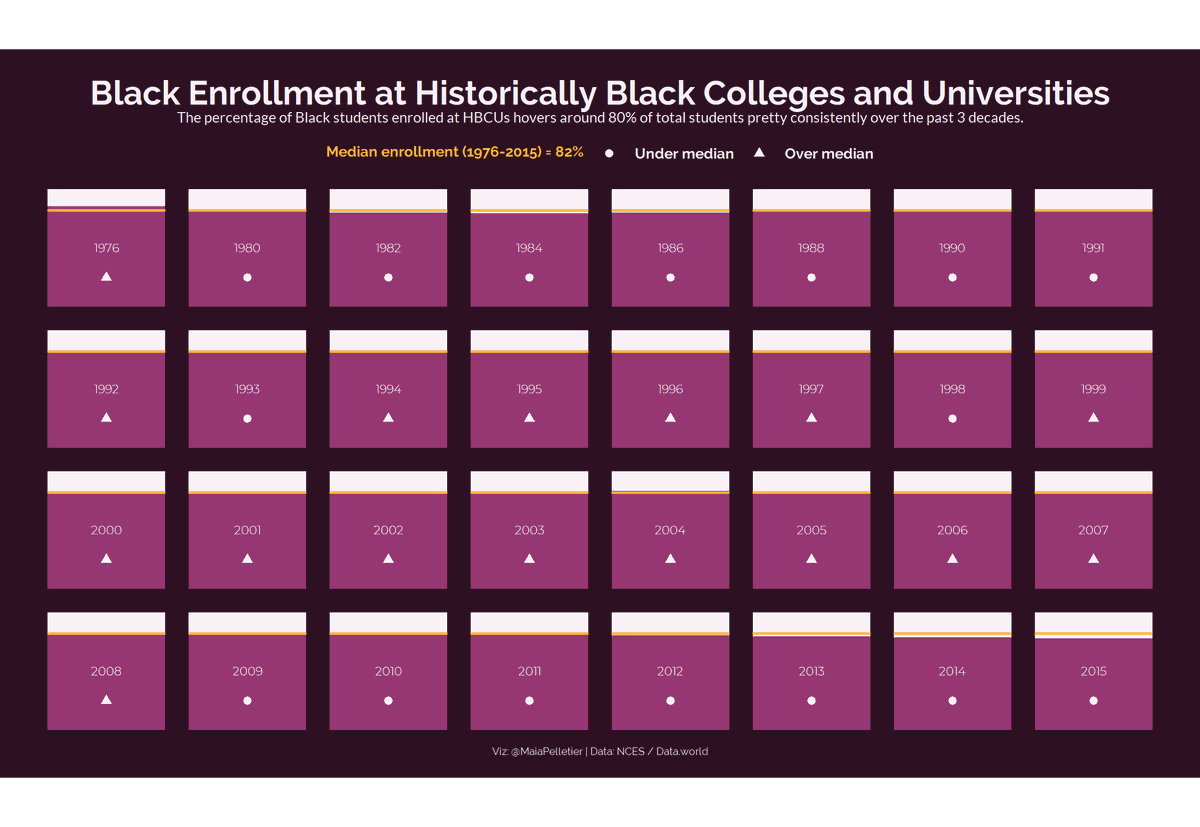 Black Enrollment at Historically Black Colleges and Universities
The percentage of Black students enrolled at HBCUs hovers around 80% of total students pretty consistently over the past 3 decades.
Median enrollment (1976-2015) = 82% Under median Over median
1976 1980 1982 1984 1986 1988 1990 1991
1992 1993 1994 1995 1996 1997 1998 1999
2000 2001 2002 2003 2004 2005 2006 2007
2008 2009 2010 2011 2012 2013 2014 2015
Viz: @MaiaPelletier | Data: NCES / Data.world